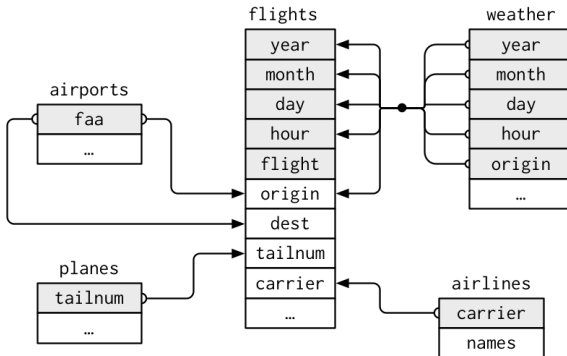 flights
year
month
day
hour
flight
origin
dest
tailnum
carrier
…
weather
year
month
day
hour
origin
…
airports
faa
…
planes
tailnum
…
airlines
carrier
names